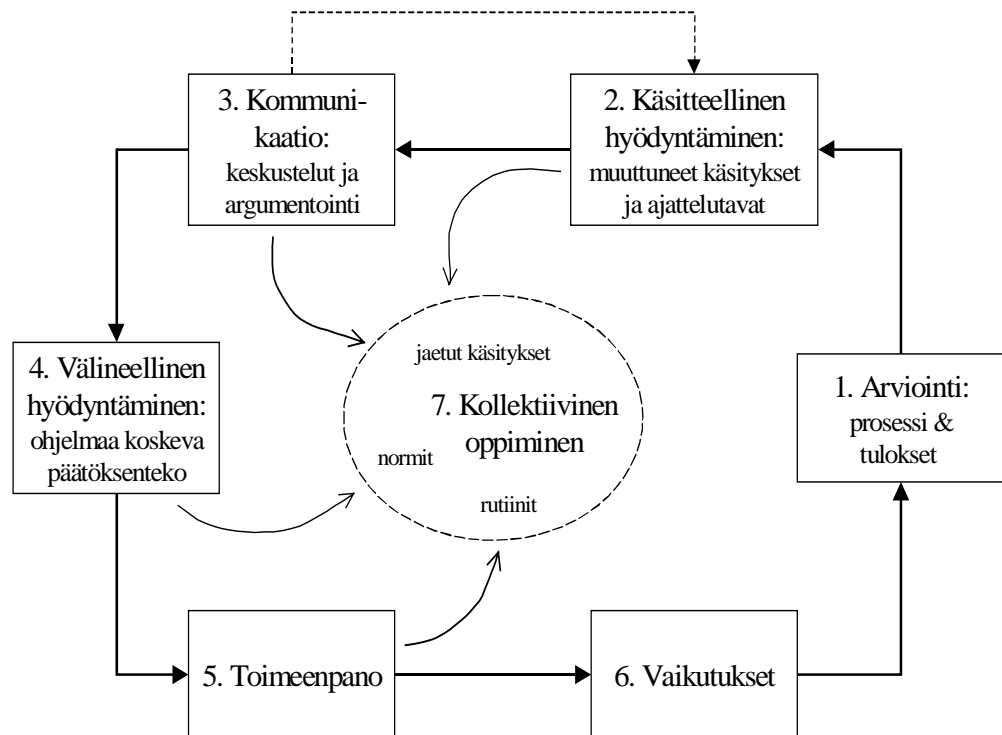 3. Kommuni-
kaatio:
keskustelut ja
argumentointi
2. Käsitteellinen
hyödyntäminen:
muuttuneet käsitykset
ja ajattelutavat
jaetut käsitykset
7. Kollektiivinen
oppiminen
normit
rutiinit
4. Välineellinen
hyödyntäminen:
ohjelmaa koskeva
päätöksenteko
1. Arviointi:
prosessi &
tulokset
5. Toimeenpano
6. Vaikutukset